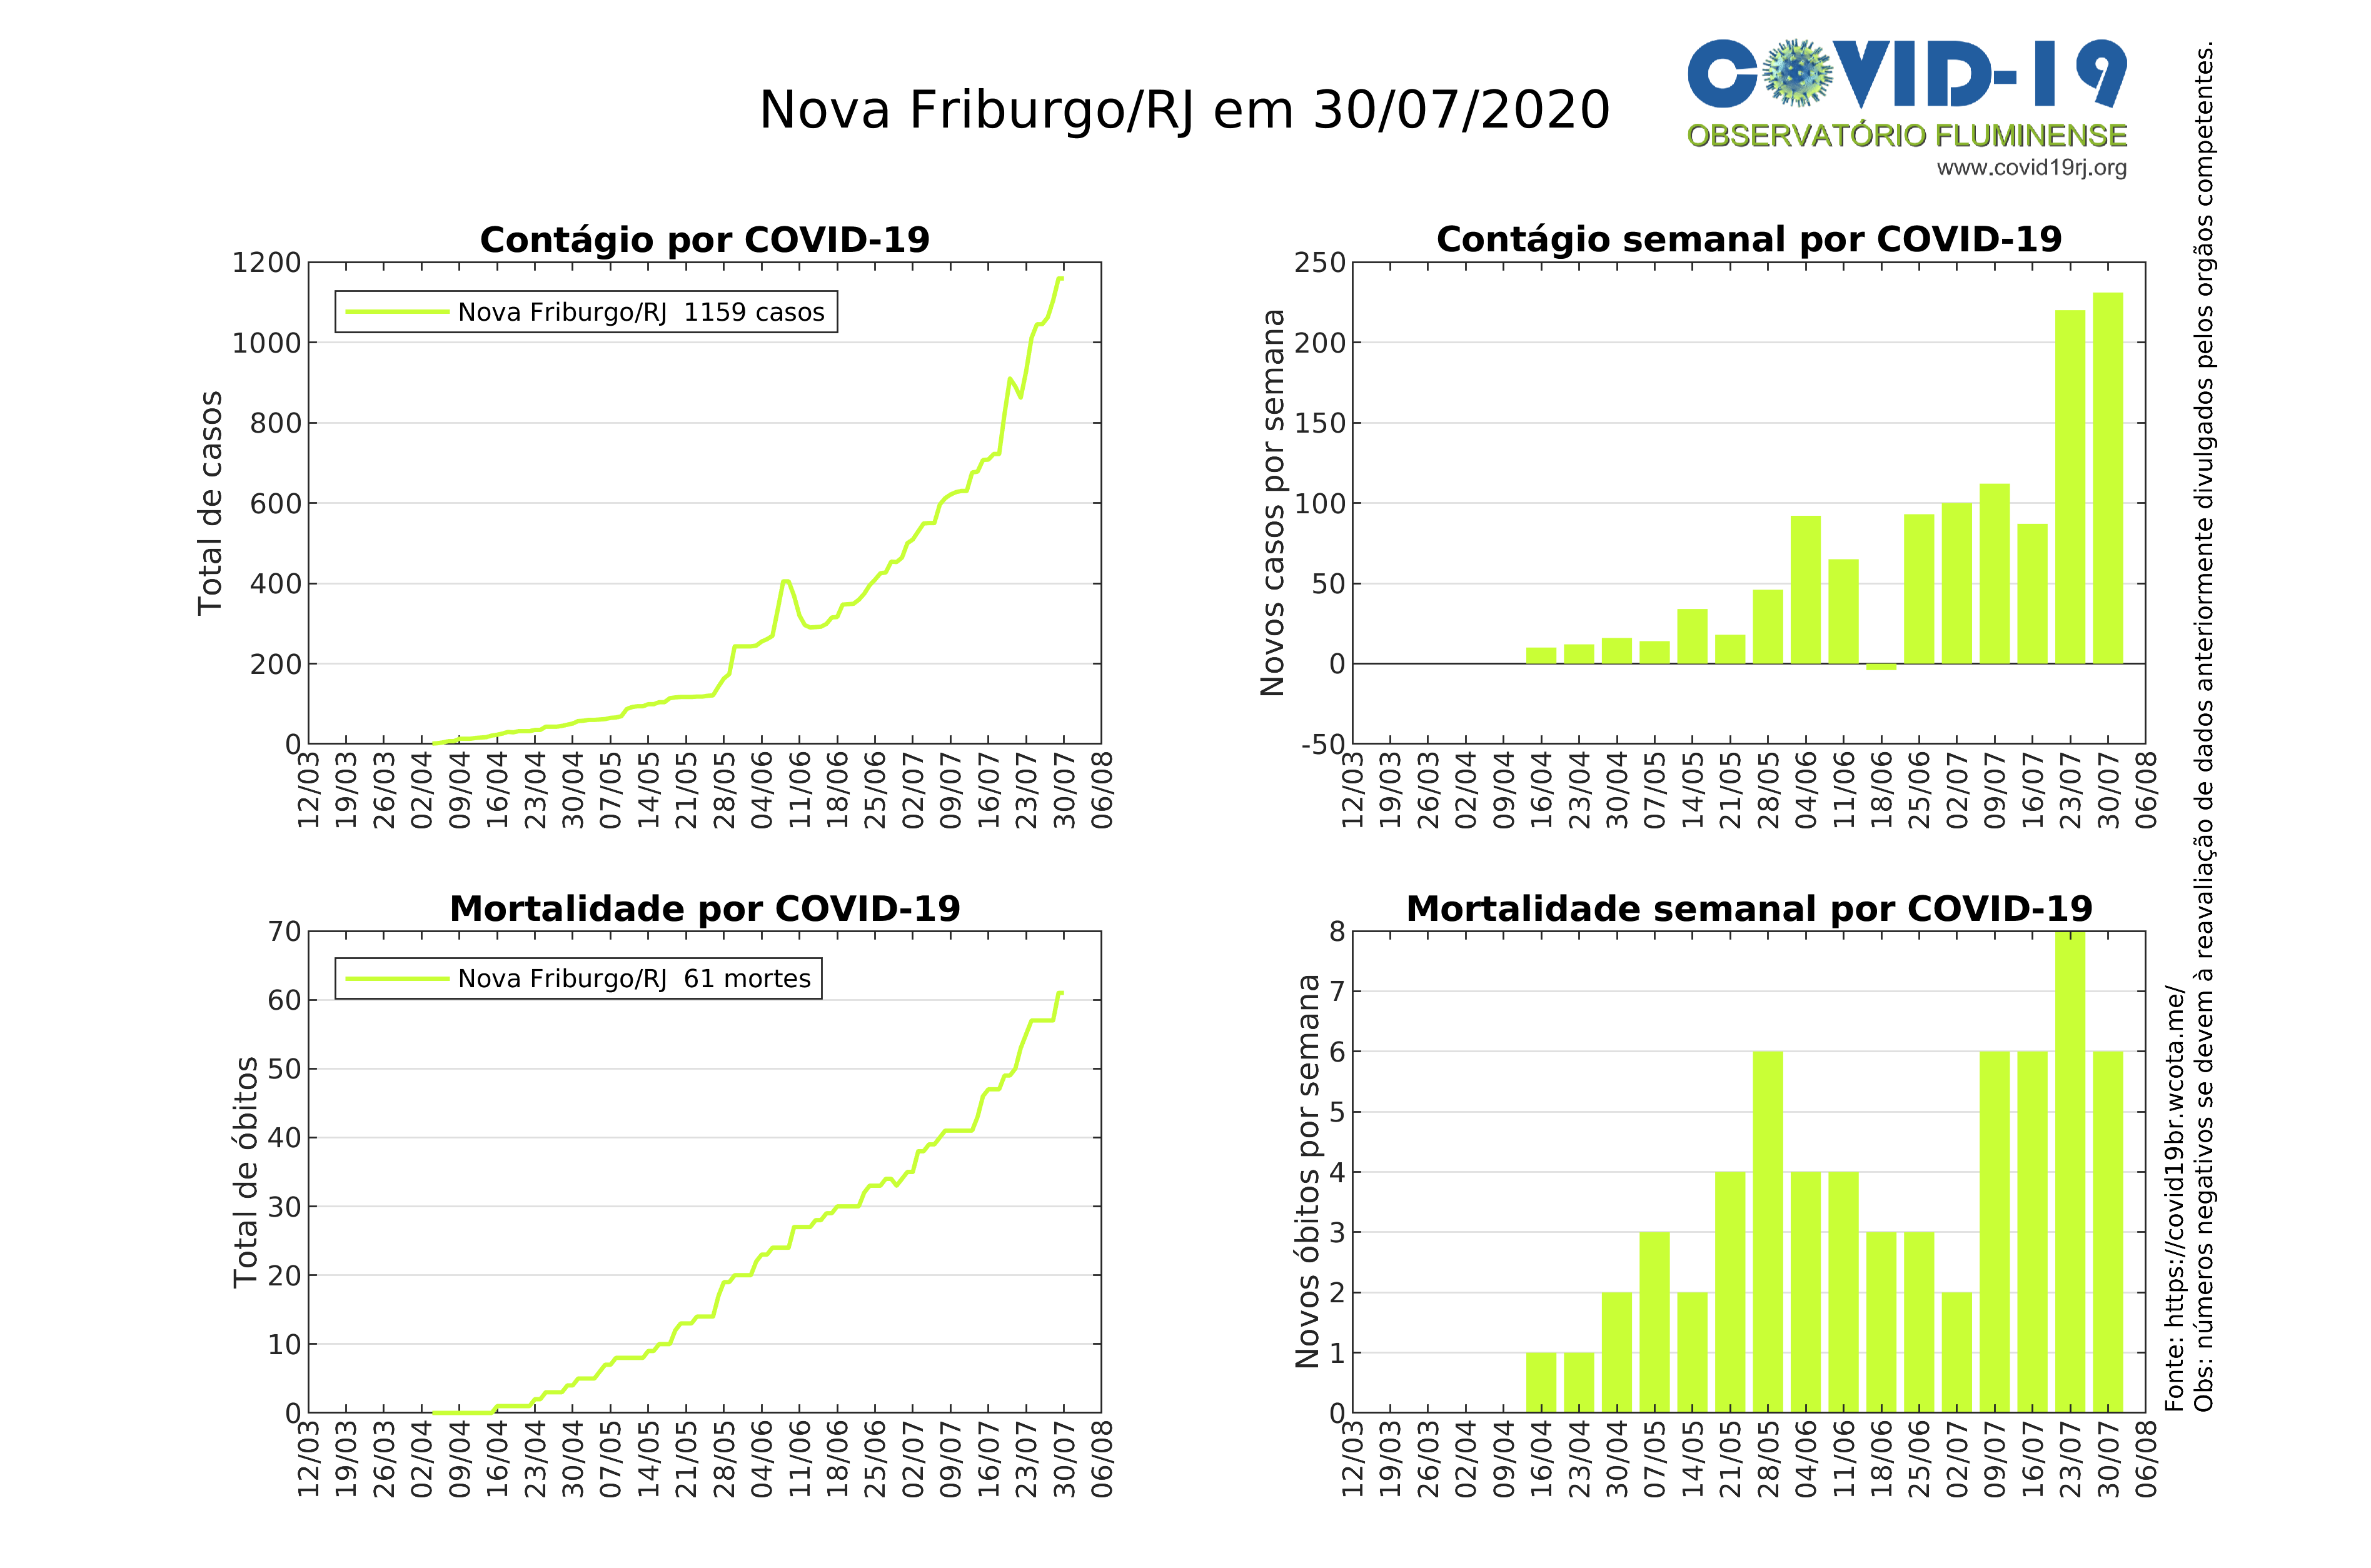 Nova Friburgo/RJ em 30/07/2020
COVID-19
OBSERVATÓRIO FLUMINENSE
www.covid19rj.org
Contágio por COVID-19
Total de casos
1200
1000
800
600
400
200
0
Nova Friburgo/RJ 1159 casos
12/03 19/03 26/03 02/04 09/04 16/04 23/04 30/04 07/05 14/05 21/05 28/05 04/06 11/06 18/06 25/06 02/07 09/07 16/07 23/07 30/07 06/08
Contágio semanal por COVID-19
Novos casos por semana
250
200
150
100
50
0
-50
12/03 19/03 26/03 02/04 09/04 16/04 23/04 30/04 07/05 14/05 21/05 28/05 04/06 11/06 18/06 25/06 02/07 09/07 16/07 23/07 30/07 06/08
Mortalidade por COVID-19
Total de óbitos
70
60
50
40
30
20
10
0
Nova Friburgo/RJ 61 mortes
12/03 19/03 26/03 02/04 09/04 16/04 23/04 30/04 07/05 14/05 21/05 28/05 04/06 11/06 18/06 25/06 02/07 09/07 16/07 23/07 30/07 06/08
Mortalidade semanal por COVID-19
Novos óbitos por semana
8
7
6
5
4
3
2
1
0
12/03 19/03 26/03 02/04 09/04 16/04 23/04 30/04 07/05 14/05 21/05 28/05 04/06 11/06 18/06 25/06 02/07 09/07 16/07 23/07 30/07 06/08
Fonte: https://covid19br.wcota.me/
Obs: números negativos se devem à reavaliação de dados anteriormente divulgados pelos orgãos competentes.